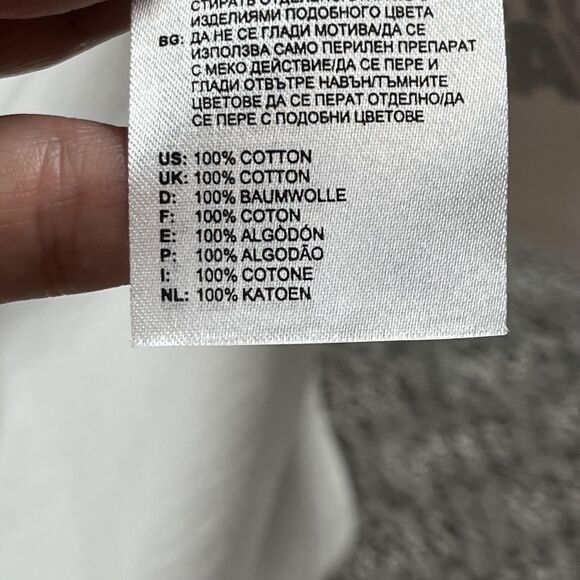 СТИРАТЬ
ИЗДЕЛИЯМИ ПОДОБНОГО ЦВЕТА
BG: ДА НЕ СЕ ГЛАДИ МОТИВА/ДА СЕ
ИЗПОЛЗВА САМО ПЕРИЛЕН ПРЕПАРАТ
С МЕКО ДЕЙСТВИЕ/ДА СЕ ПЕРЕ И
ГЛАДИ ОТВЪТРЕ НАВЪН/ТЪМНИТЕ
ЦВЕТОВЕ ДА СЕ ПЕРАТ ОТДЕЛНО/ДА
СЕ ПЕРЕ С ПОДОБНИ ЦВЕТОВЕ
US: 100% COTTON
UK: 100% COTTON
D: 100% BAUMWOLLE
F: 100% COTON
E: 100% ALGÒDÓN
P: 100% ALGODÃO
I: 100% COTONE
NL: 100% KATOEN